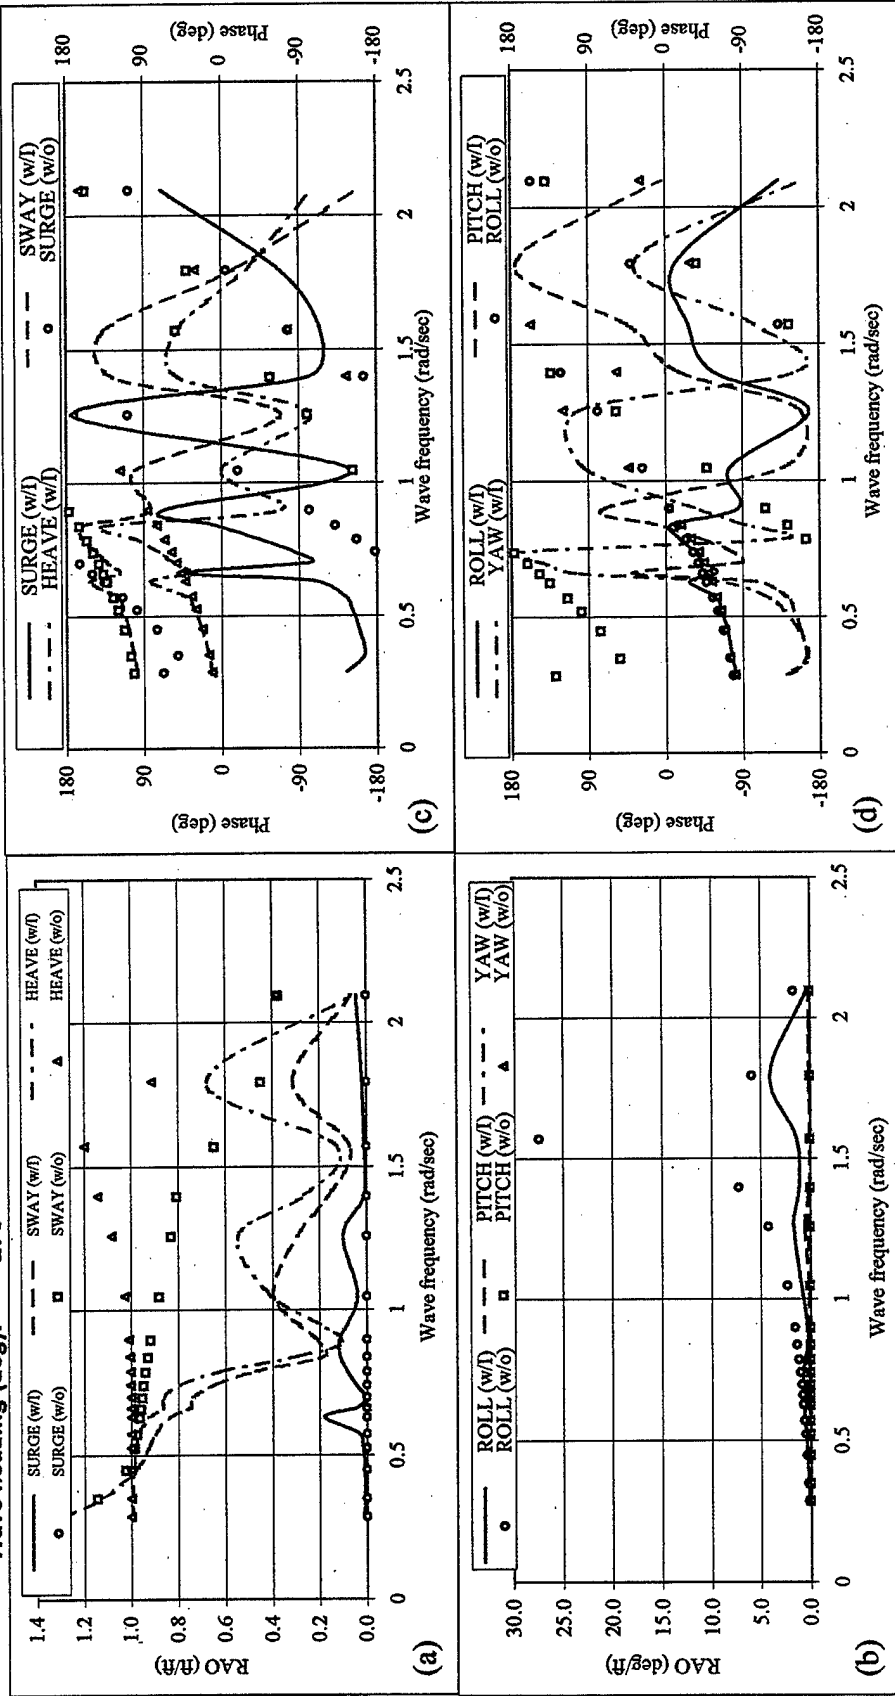 SURGE (w/I) SWAY (w/I) HEAVE (w/I)
SURGE (w/o) SWAY (w/o) HEAVE (w/o)
1.4
1.2
1.0
0.8
0.6
0.4
0.2
0.0
RAO (ft/ft)
0 0.5 1 1.5 2 2.5
Wave frequency (rad/sec)
(a)
ROLL (w/I) PITCH (w/I) YAW (w/I)
ROLL (w/o) PITCH (w/o) YAW (w/o)
30.0
25.0
20.0
15.0
10.0
5.0
0.0
RAO (deg/ft)
0 0.5 1 1.5 2 2.5
Wave frequency (rad/sec)
(b)
SURGE (w/I) SWAY (w/I)
HEAVE (w/I) SURGE (w/o)
180 180
90 90
0 0
-90 -90
-180 -180
Phase (deg) Phase (deg)
0 0.5 1 1.5 2 2.5
Wave frequency (rad/sec)
(c)
ROLL (w/I) PITCH (w/I)
YAW (w/I) ROLL (w/o)
180 180
90 90
0 0
-90 -90
-180 -180
Phase (deg) Phase (deg)
0 0.5 1 1.5 2 2.5
Wave frequency (rad/sec)
(d)